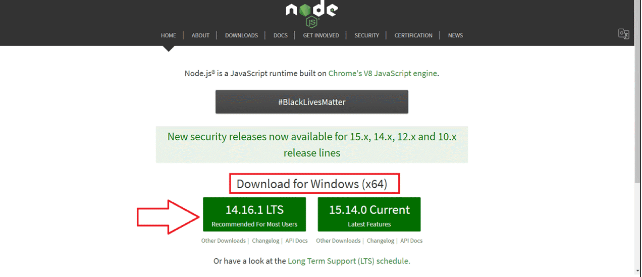 node
JS
HOME | ABOUT | DOWNLOADS | DOCS | GET INVOLVED | SECURITY | CERTIFICATION | NEWS
Node.js® is a JavaScript runtime built on Chrome's V8 JavaScript engine.
#BlackLivesMatter
New security releases now available for 15.x, 14.x, 12.x and 10.x
release lines
Download for Windows (x64)
14.16.1 LTS 15.14.0 Current
Recommended For Most Users Latest Features
Other Downloads | Changelog | API Docs Other Downloads | Changelog | API Docs
Or have a look at the Long Term Support (LTS) schedule.